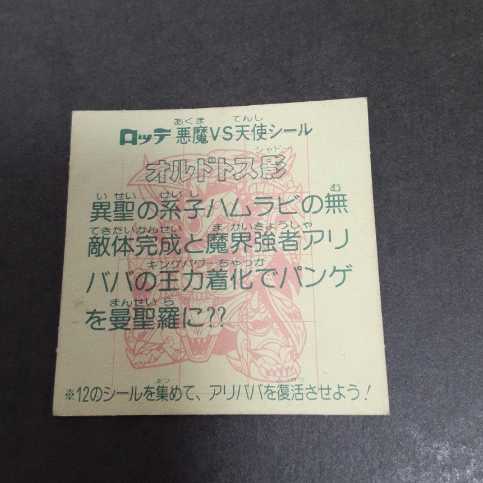 ロッテ 悪魔VS天使シール
オルドトス影
異聖の系子ハムラビの無
敵体完成と魔界強者アリ
ババの王力着化でパンゲ
を曼聖羅に??
※12のシールを集めて、アリババを復活させよう!